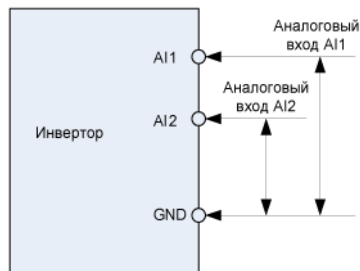 Аналоговый
вход AI1
AI1
Аналоговый
вход AI2
AI2
Инвертор
GND